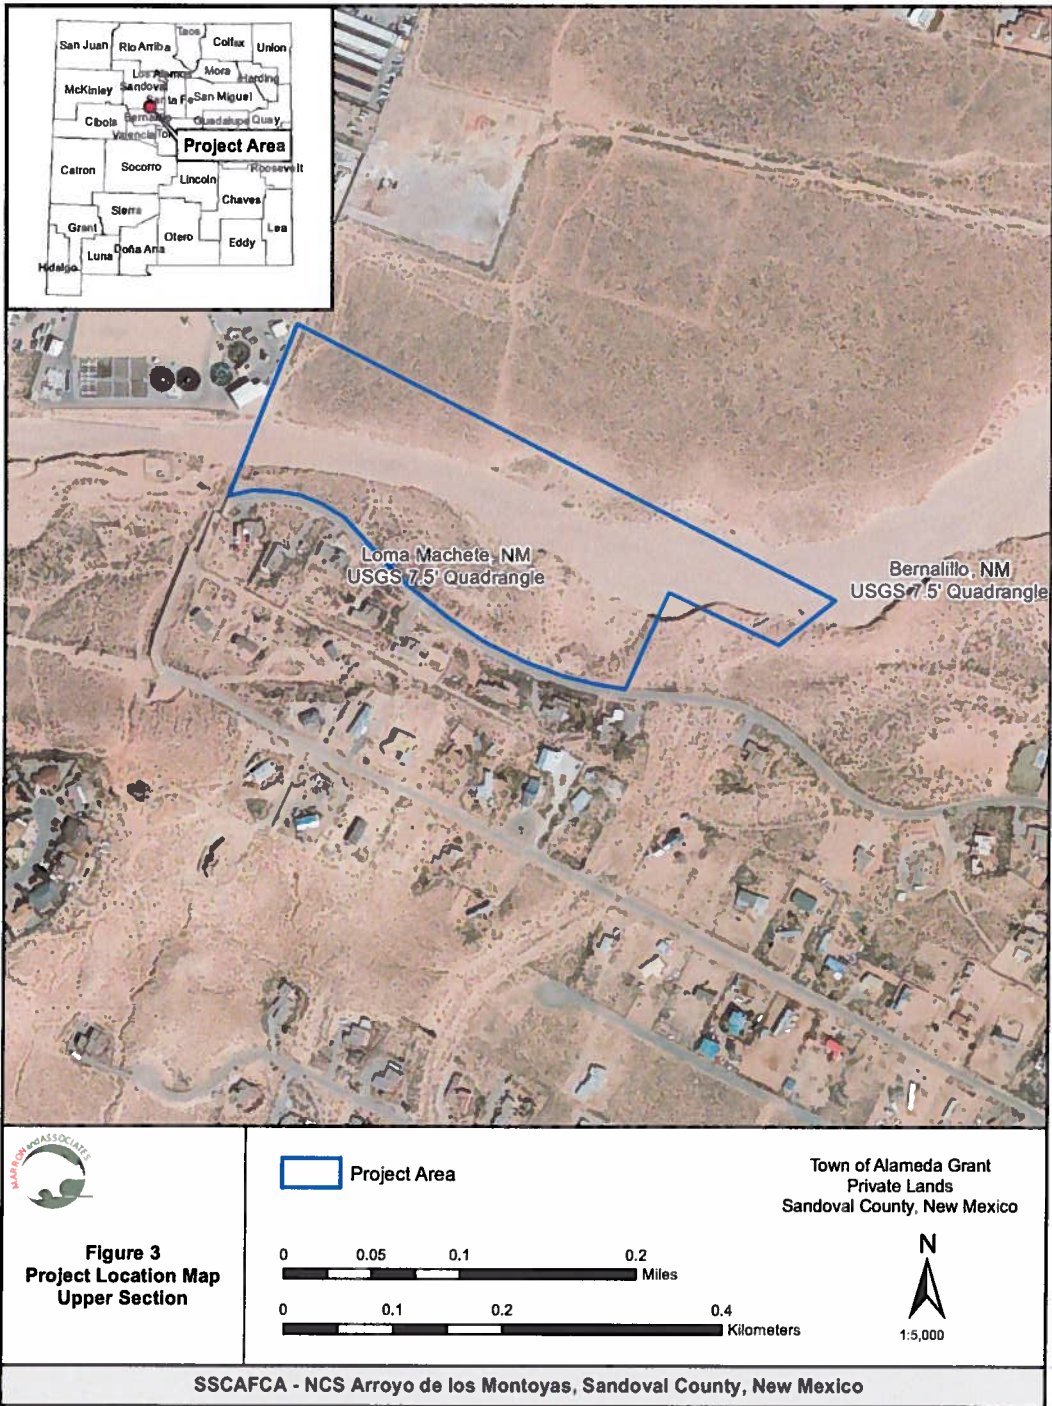 Taos
San Juan
Rio Arriba
Colfax
Union
Los Alamos
Mora
Harding
McKinley
Sandoval
Santa Fe
San Miguel
Cibola
Bernalillo
Guadalupe
Quay
Valencia
Project Area
Catron
Socorro
Roosevelt
Lincoln
Chaves
Sierra
Grant
Otero
Lea
Luna
Doña Ana
Eddy
Hidalgo
Loma Machete, NM
USGS 7.5' Quadrangle
Bernalillo, NM
USGS 7.5' Quadrangle
MARRON and ASSOCIATES
Figure 3
Project Location Map
Upper Section
Project Area
0 0.05 0.1 0.2
Miles
0 0.1 0.2 0.4
Kilometers
Town of Alameda Grant
Private Lands
Sandoval County, New Mexico
N
1:5,000
SSCAFCA - NCS Arroyo de los Montoyas, Sandoval County, New Mexico